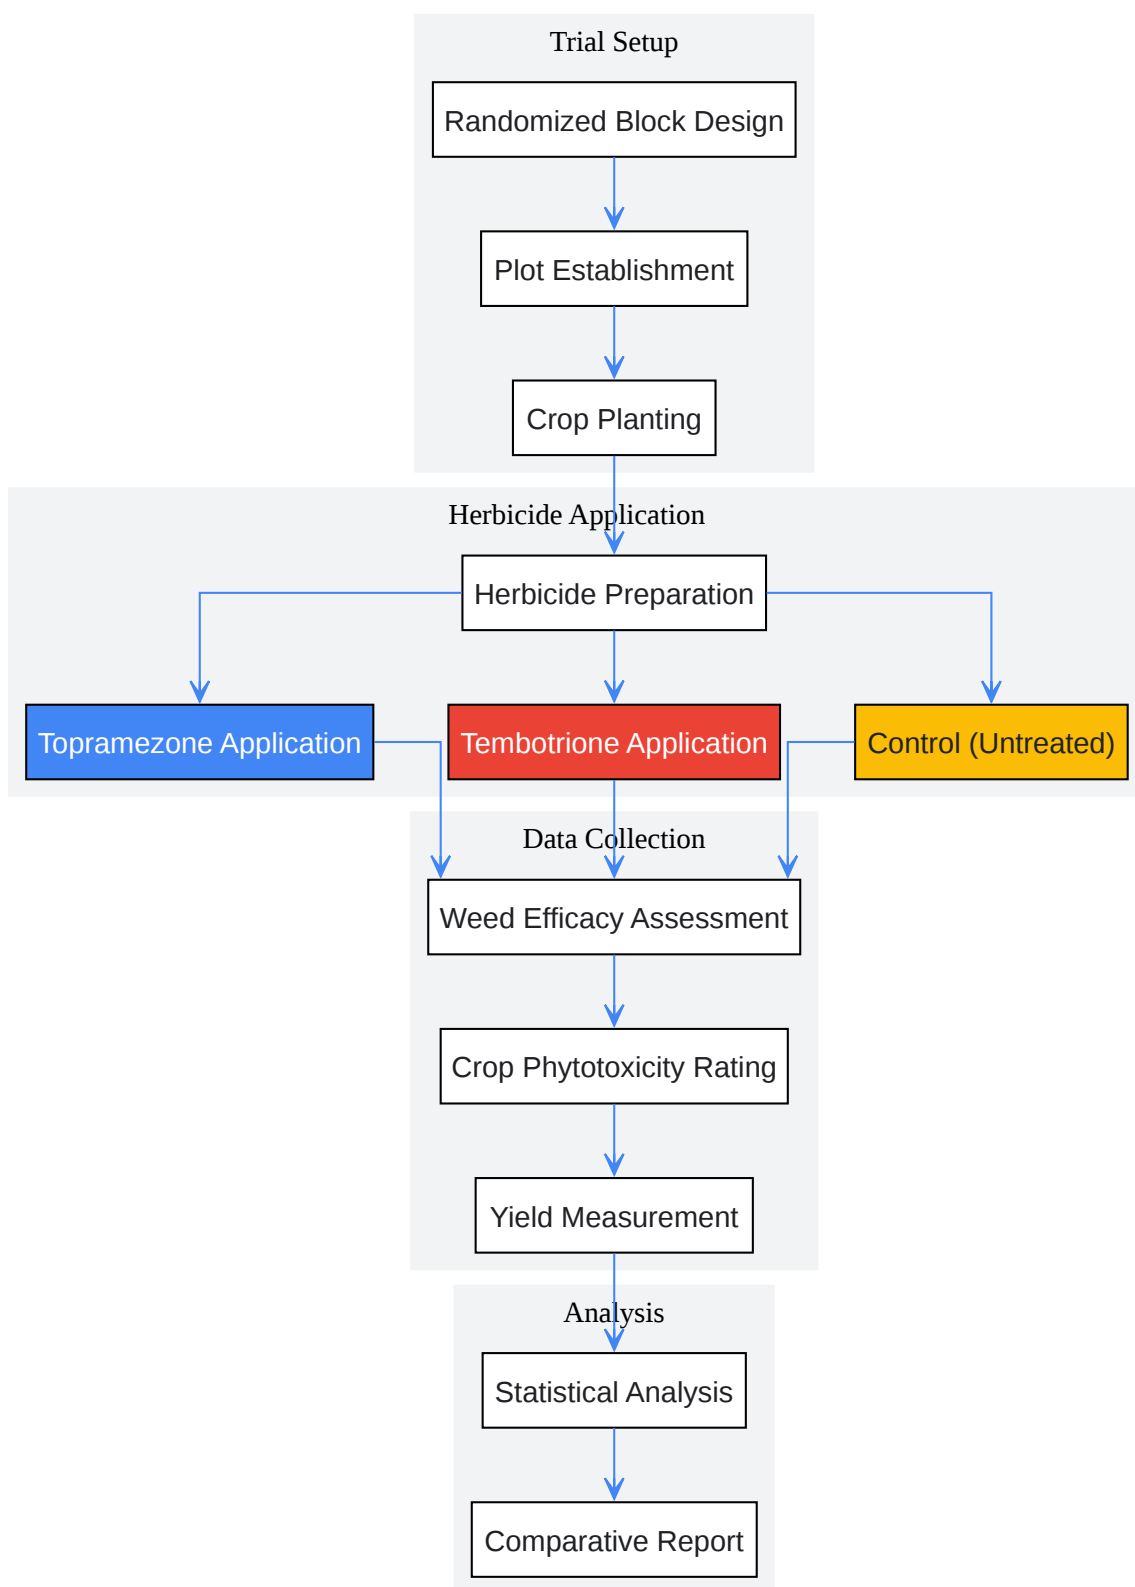 Trial Setup
Randomized Block Design
Plot Establishment
Crop Planting
Herbicide Application
Herbicide Preparation
Topramezone Application
Tembotrione Application
Control (Untreated)
Data Collection
Weed Efficacy Assessment
Crop Phytotoxicity Rating
Yield Measurement
Analysis
Statistical Analysis
Comparative Report